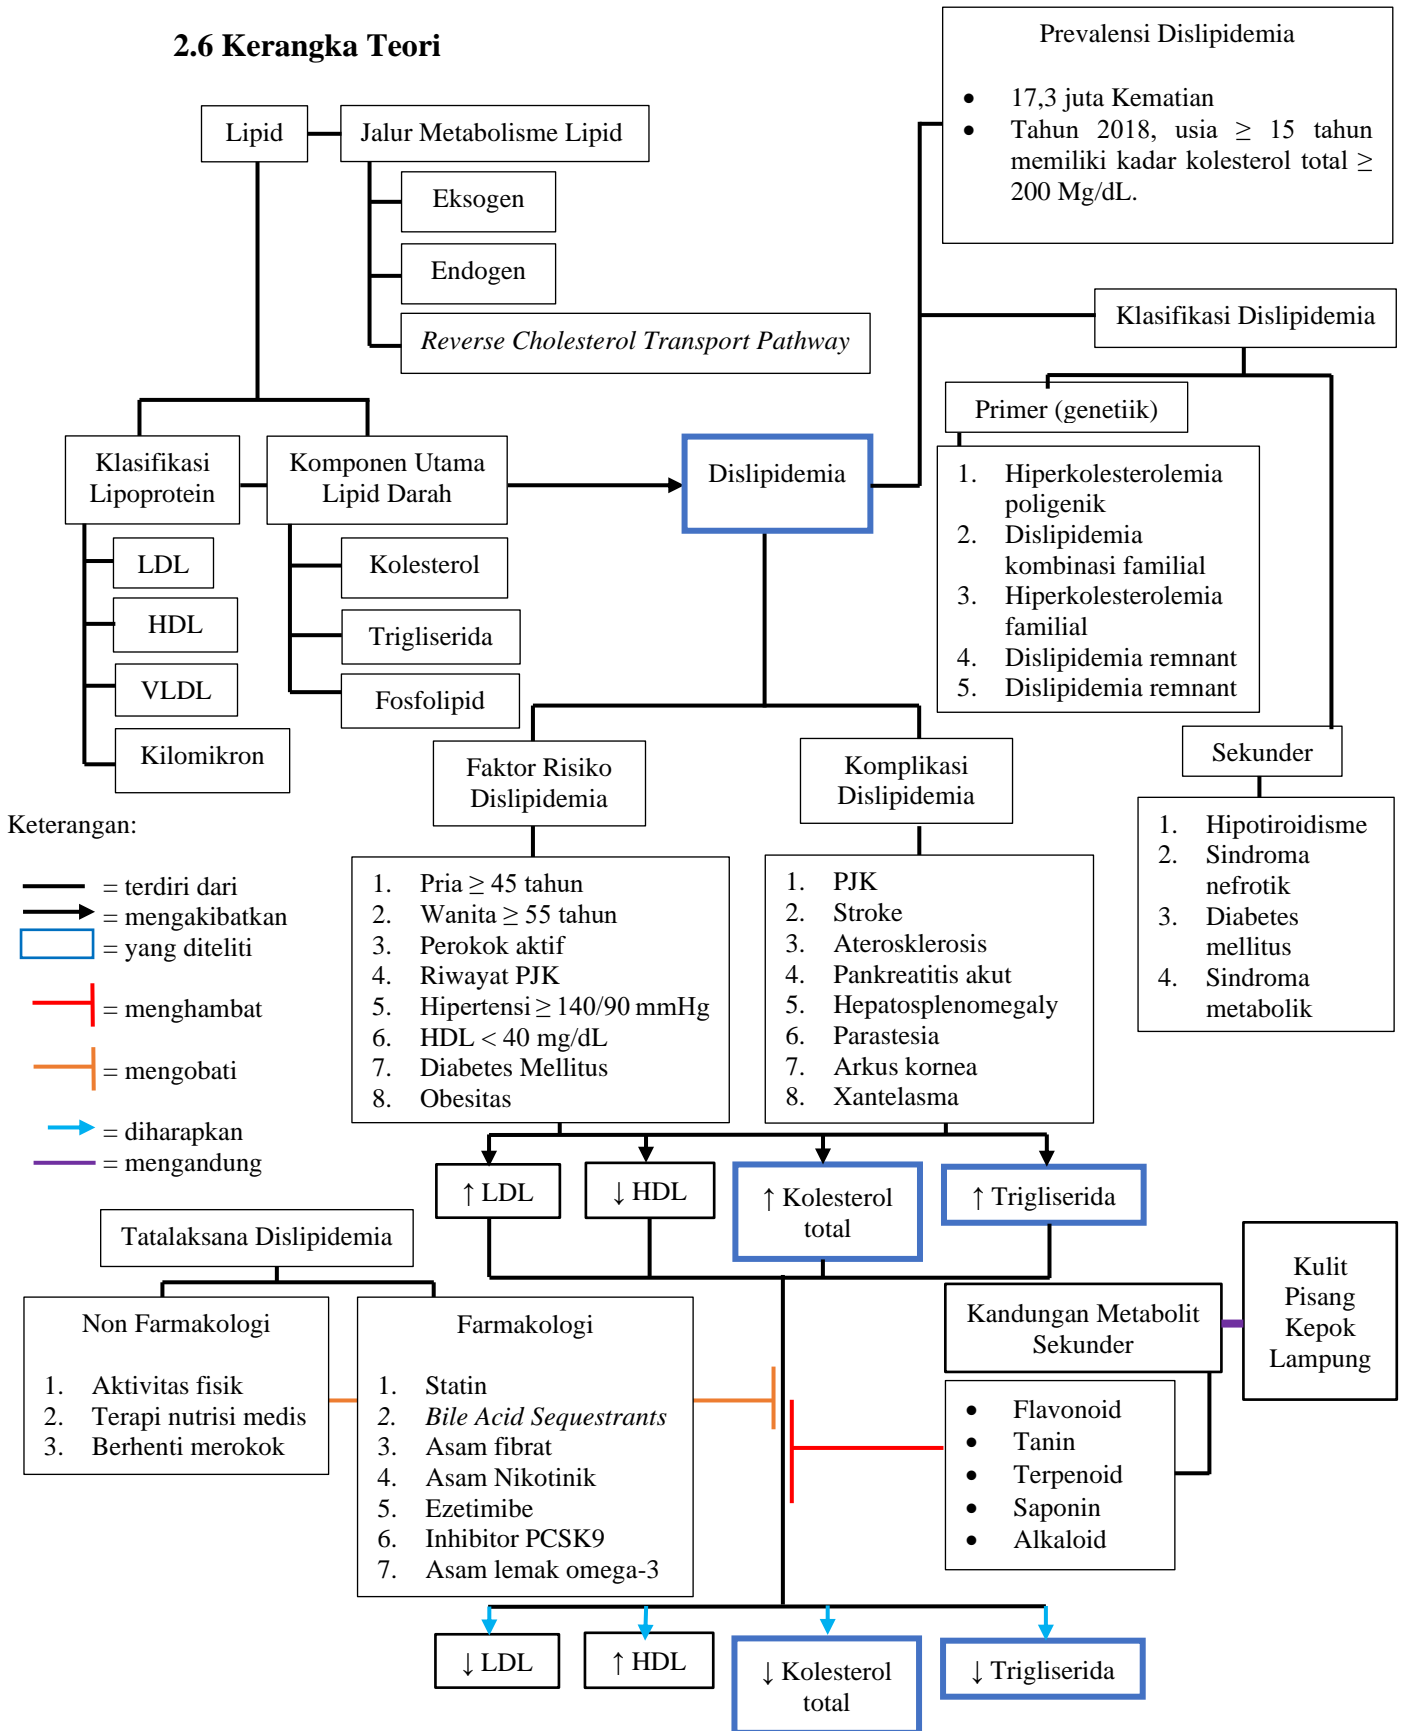 2.6 Kerangka Teori
Prevalensi Dislipidemia
• 17,3 juta Kematian
• Tahun 2018, usia ≥ 15 tahun
memiliki kadar kolesterol total ≥
200 Mg/dL.
Lipid
Jalur Metabolisme Lipid
Eksogen
Endogen
Reverse Cholesterol Transport Pathway
Klasifikasi Dislipidemia
Primer (genetiik)
1. Hiperkolesterolemia
poligenik
2. Dislipidemia
kombinasi familial
3. Hiperkolesterolemia
familial
4. Dislipidemia remnant
5. Dislipidemia remnant
Klasifikasi
Lipoprotein
Komponen Utama
Lipid Darah
Dislipidemia
LDL
HDL
VLDL
Kilomikron
Kolesterol
Trigliserida
Fosfolipid
Sekunder
1. Hipotiroidisme
2. Sindroma
nefrotik
3. Diabetes
mellitus
4. Sindroma
metabolik
Faktor Risiko
Dislipidemia
Komplikasi
Dislipidemia
Keterangan:
= terdiri dari
= mengakibatkan
= yang diteliti
= menghambat
= mengobati
= diharapkan
= mengandung
1. Pria ≥ 45 tahun
2. Wanita ≥ 55 tahun
3. Perokok aktif
4. Riwayat PJK
5. Hipertensi ≥ 140/90 mmHg
6. HDL < 40 mg/dL
7. Diabetes Mellitus
8. Obesitas
1. PJK
2. Stroke
3. Aterosklerosis
4. Pankreatitis akut
5. Hepatosplenomegaly
6. Parastesia
7. Arkus kornea
8. Xantelasma
↑ LDL
↓ HDL
↑ Kolesterol
total
↑ Trigliserida
Tatalaksana Dislipidemia
Non Farmakologi
1. Aktivitas fisik
2. Terapi nutrisi medis
3. Berhenti merokok
Farmakologi
1. Statin
2. Bile Acid Sequestrants
3. Asam fibrat
4. Asam Nikotinik
5. Ezetimibe
6. Inhibitor PCSK9
7. Asam lemak omega-3
Kandungan Metabolit
Sekunder
Kulit
Pisang
Kepok
Lampung
• Flavonoid
• Tanin
• Terpenoid
• Saponin
• Alkaloid
↓ LDL
↑ HDL
↓ Kolesterol
total
↓ Trigliserida